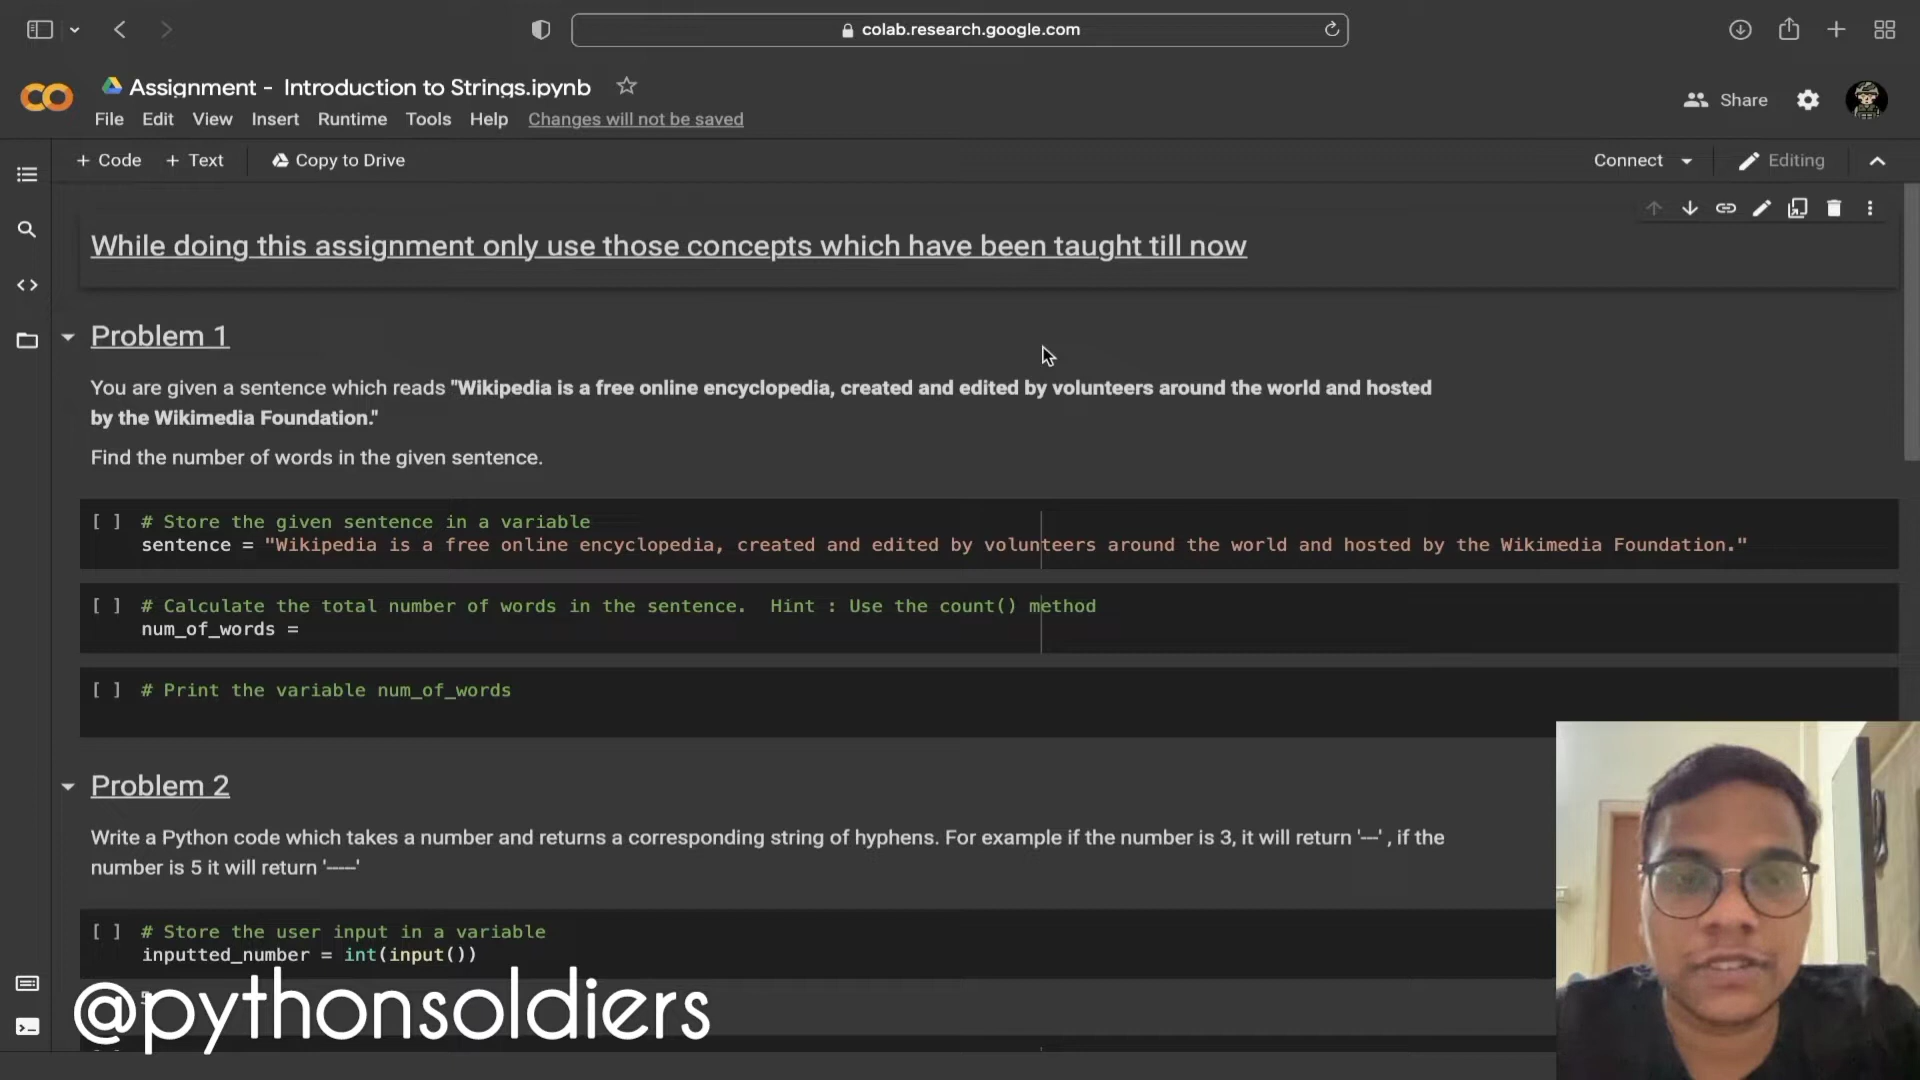 colab.research.google.com
Assignment - Introduction to Strings.ipynb
File Edit View Insert Runtime Tools Help Changes will not be saved
Share
+ Code + Text Copy to Drive
Connect Editing
While doing this assignment only use those concepts which have been taught till now
Problem 1
You are given a sentence which reads "Wikipedia is a free online encyclopedia, created and edited by volunteers around the world and hosted
by the Wikimedia Foundation."
Find the number of words in the given sentence.
[ ] # Store the given sentence in a variable
sentence = "Wikipedia is a free online encyclopedia, created and edited by volunteers around the world and hosted by the Wikimedia Foundation."
[ ] # Calculate the total number of words in the sentence.  Hint : Use the count() method
num_of_words =
[ ] # Print the variable num_of_words
Problem 2
Write a Python code which takes a number and returns a corresponding string of hyphens. For example if the number is 3, it will return '---' , if the
number is 5 it will return '-----'
[ ] # Store the user input in a variable
inputted_number = int(input())
@pythonsoldiers